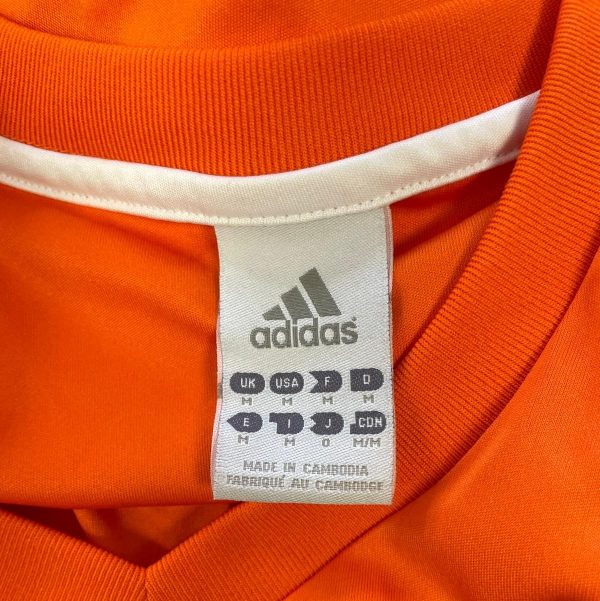 adidas
UK USA F D
M M M M
E I J CDN
M M O M/M
MADE IN CAMBODIA
FABRIQUÉ AU CAMBODGE